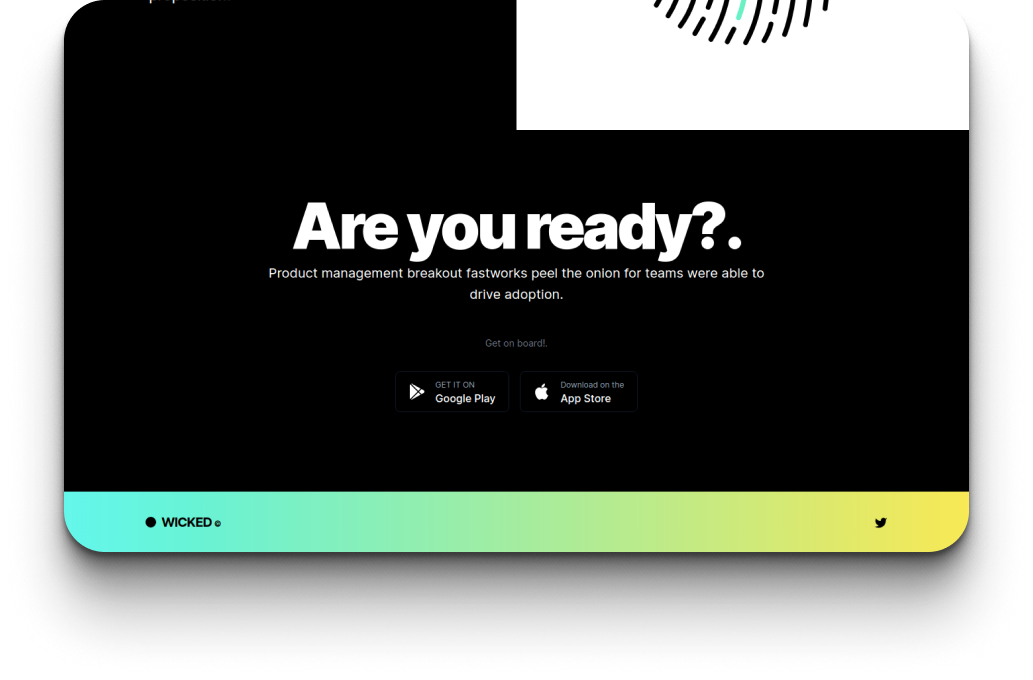 Are you ready?.
Product management breakout fastworks peel the onion for teams were able to
drive adoption.
Get on board!.
GET IT ON
Google Play
Download on the
App Store
WICKED ©